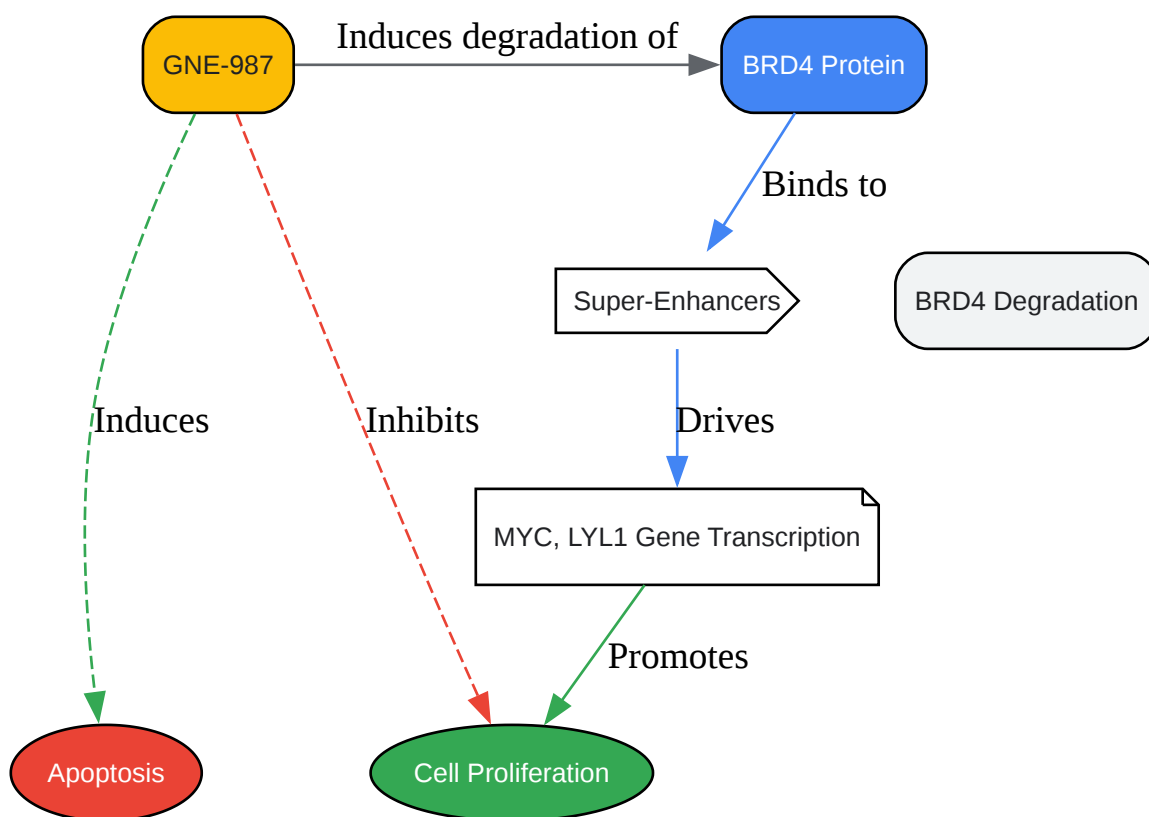 GNE-987
Induces degradation of
BRD4 Protein
Binds to
Super-Enhancers
BRD4 Degradation
Induces
Inhibits
Drives
MYC, LYL1 Gene Transcription
Promotes
Apoptosis
Cell Proliferation